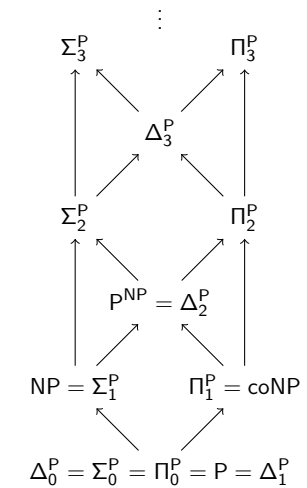 ⋮
Σ₃ᴾ Π₃ᴾ
Δ₃ᴾ
Σ₂ᴾ Π₂ᴾ
Pᴺᴾ = Δ₂ᴾ
NP = Σ₁ᴾ Π₁ᴾ = coNP
Δ₀ᴾ = Σ₀ᴾ = Π₀ᴾ = P = Δ₁ᴾ